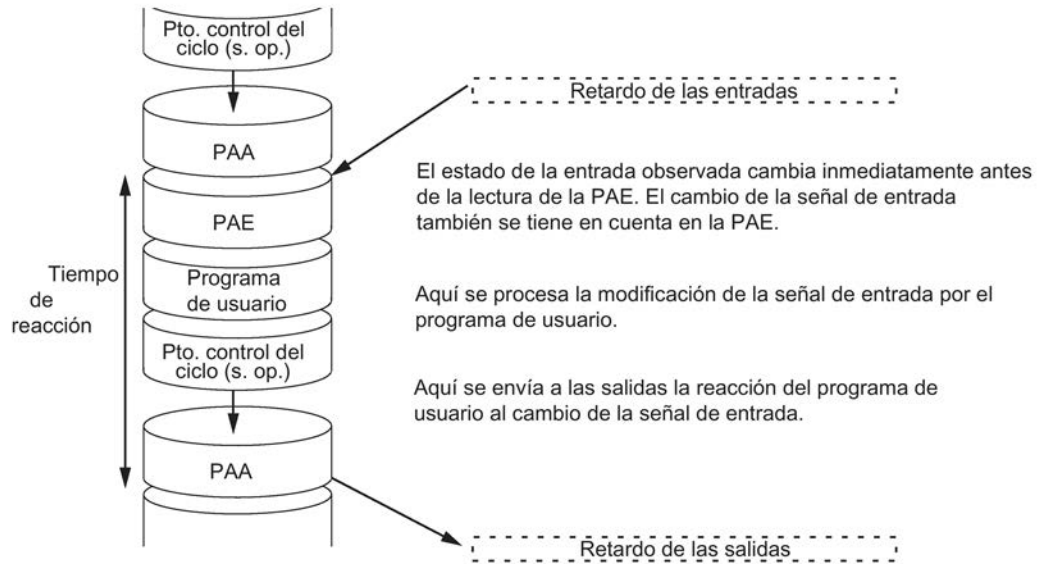 Pto. control del
ciclo (s. op.)
Retardo de las entradas
PAA
El estado de la entrada observada cambia inmediatamente antes
de la lectura de la PAE. El cambio de la señal de entrada
también se tiene en cuenta en la PAE.
PAE
Tiempo
de
reacción
Programa
de usuario
Aquí se procesa la modificación de la señal de entrada por el
programa de usuario.
Pto. control del
ciclo (s. op.)
Aquí se envía a las salidas la reacción del programa de
usuario al cambio de la señal de entrada.
PAA
Retardo de las salidas